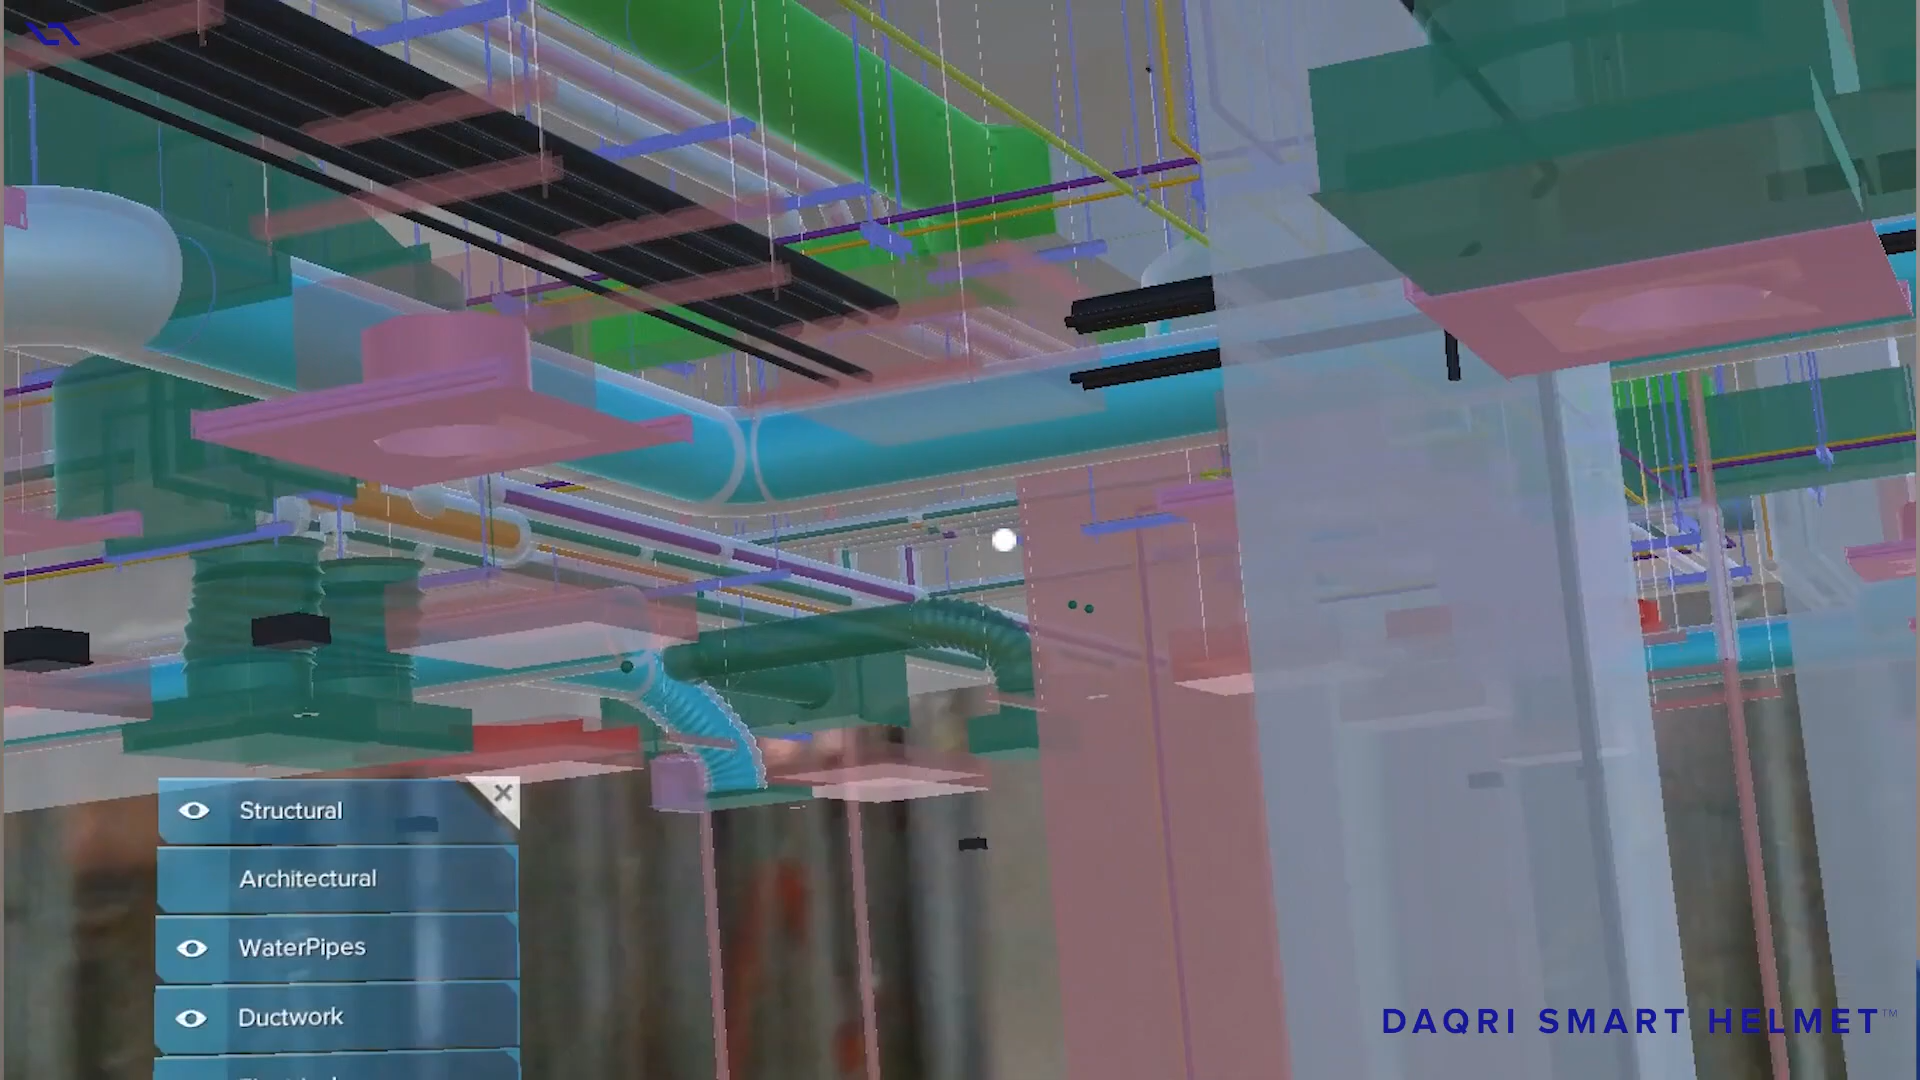 Structural
Architectural
WaterPipes
Ductwork
DAQRI SMART HELMET™